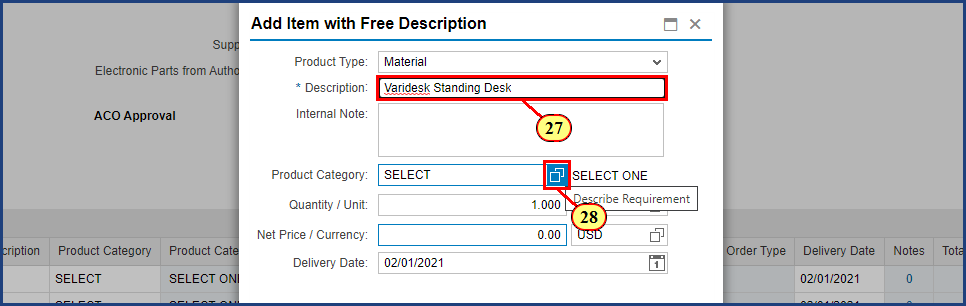 Add Item with Free Description
Supp
Product Type: Material
Electronic Parts from Autho
* Description: Varidesk Standing Desk
Internal Note:
ACO Approval
27
Product Category: SELECT SELECT ONE
Describe Requirement
Quantity / Unit: 1.000
28
Net Price / Currency: 0.00 USD
cription Product Category Product Cate Order Type Delivery Date Notes Total
Delivery Date: 02/01/2021 1
SELECT SELECT ONE 02/01/2021 0